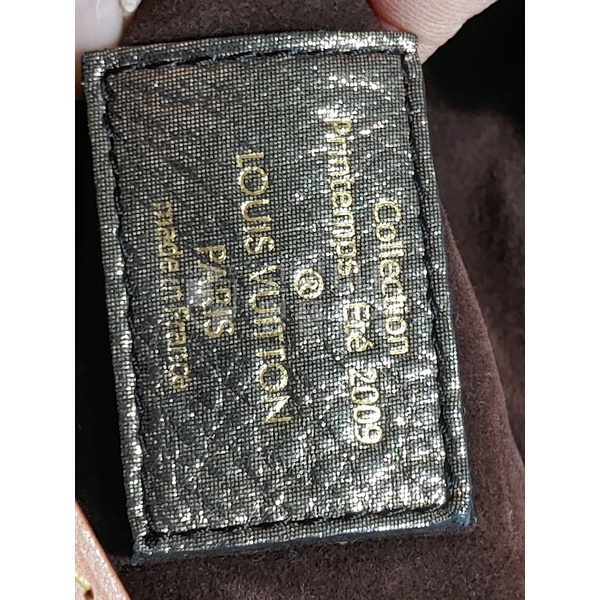 Collection
Printemps - Eté 2009
®
LOUIS VUITTON
PARIS
made in France